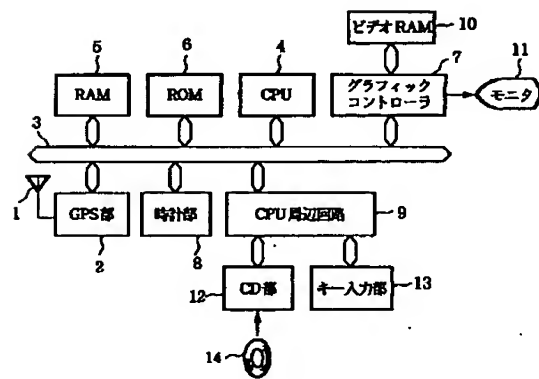 10
ビデオRAM
5
6
4
7
11
RAM
ROM
CPU
グラフィック
コントローラ
モニタ
3
1
GPS部
時計部
CPU周辺回路
9
2
8
12
CD部
キー入力部
13
14